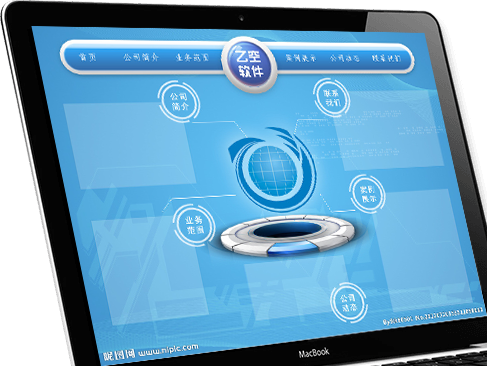 首页 公司简介 业务范围 乙空 案例展示 公司动态 联系我们
软件
公司
简介
联系
我们
案例
展示
业务
范围
公司
动态
昵图网 www.nipic.com
MacBook